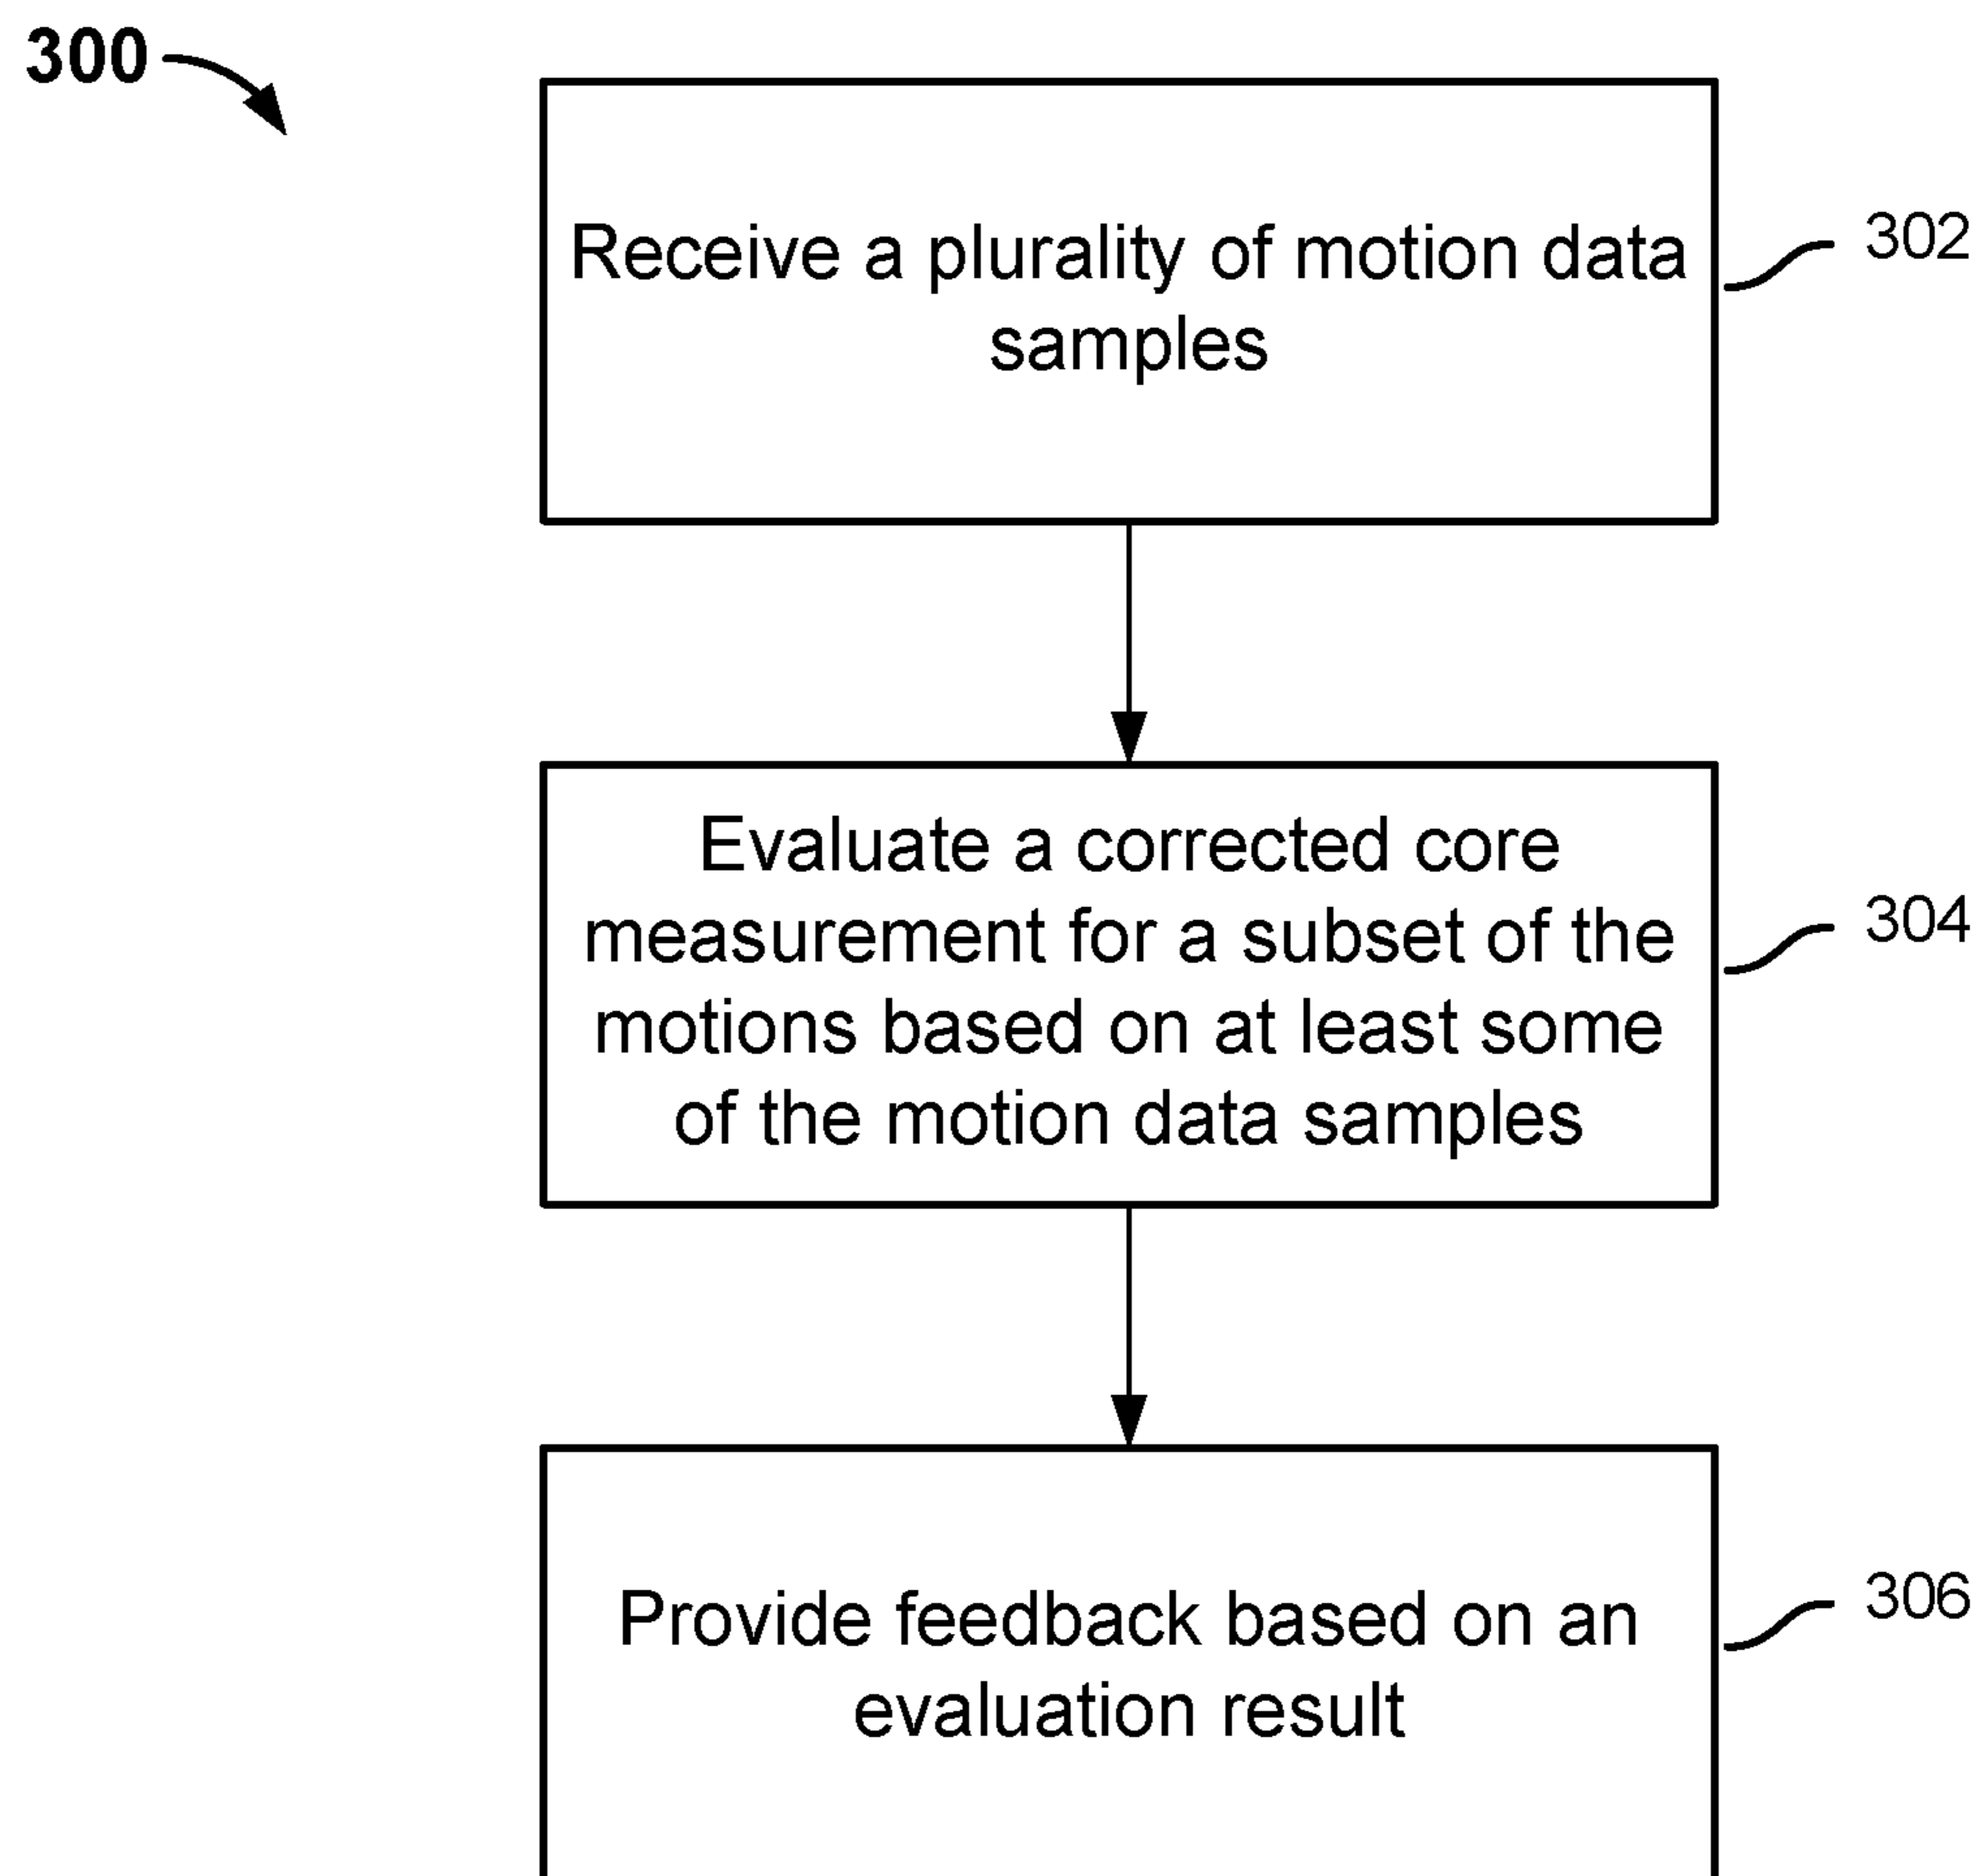 300
Receive a plurality of motion data
samples
302
Evaluate a corrected core
measurement for a subset of the
motions based on at least some
of the motion data samples
304
Provide feedback based on an
evaluation result
306